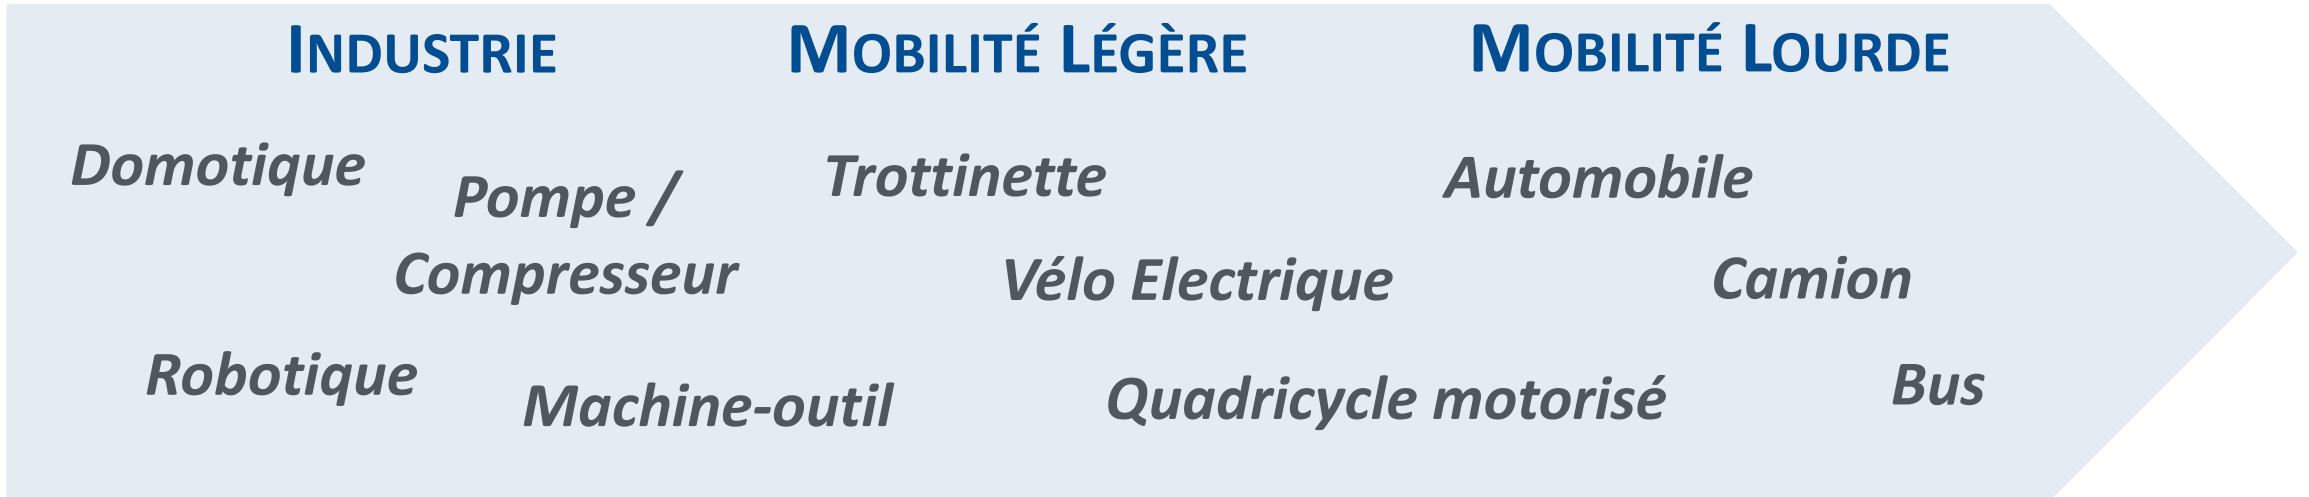 INDUSTRIE
MOBILITÉ LÉGÈRE
MOBILITÉ LOURDE
Domotique
Pompe /
Compresseur
Robotique
Machine-outil
Trottinette
Vélo Electrique
Quadricycle motorisé
Automobile
Camion
Bus